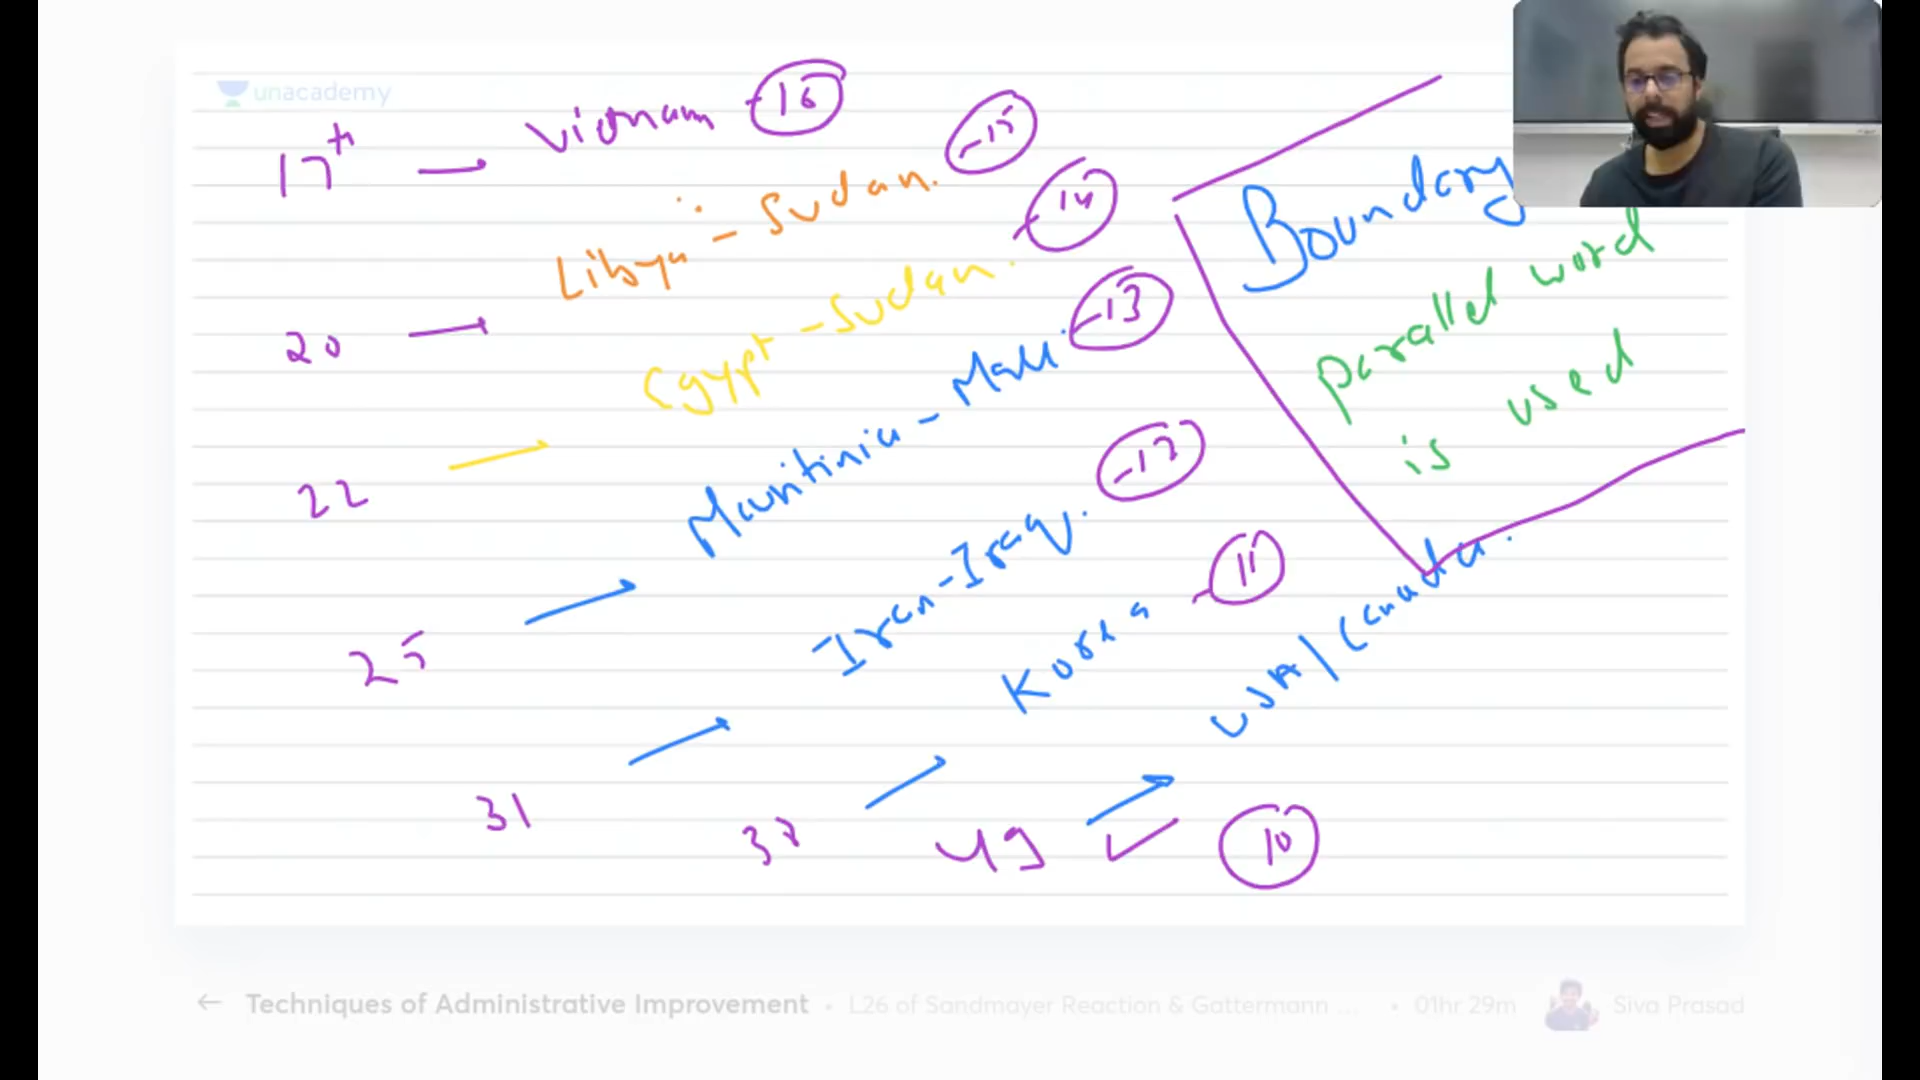 unacademy
17th → Vietnam -16
20 → Libya - Sudan. -15
22 → Egypt - Sudan. -14
25 → Mauritinia - Mali. -13
31 → Iran - Iraq. -12
38 → Korea -11
49 → USA/Canada. 10
Boundary
parallel word
is used
← Techniques of Administrative Improvement • L26 of Sandmayer Reaction & Gattermann ... • 01hr 29m Siva Prasad